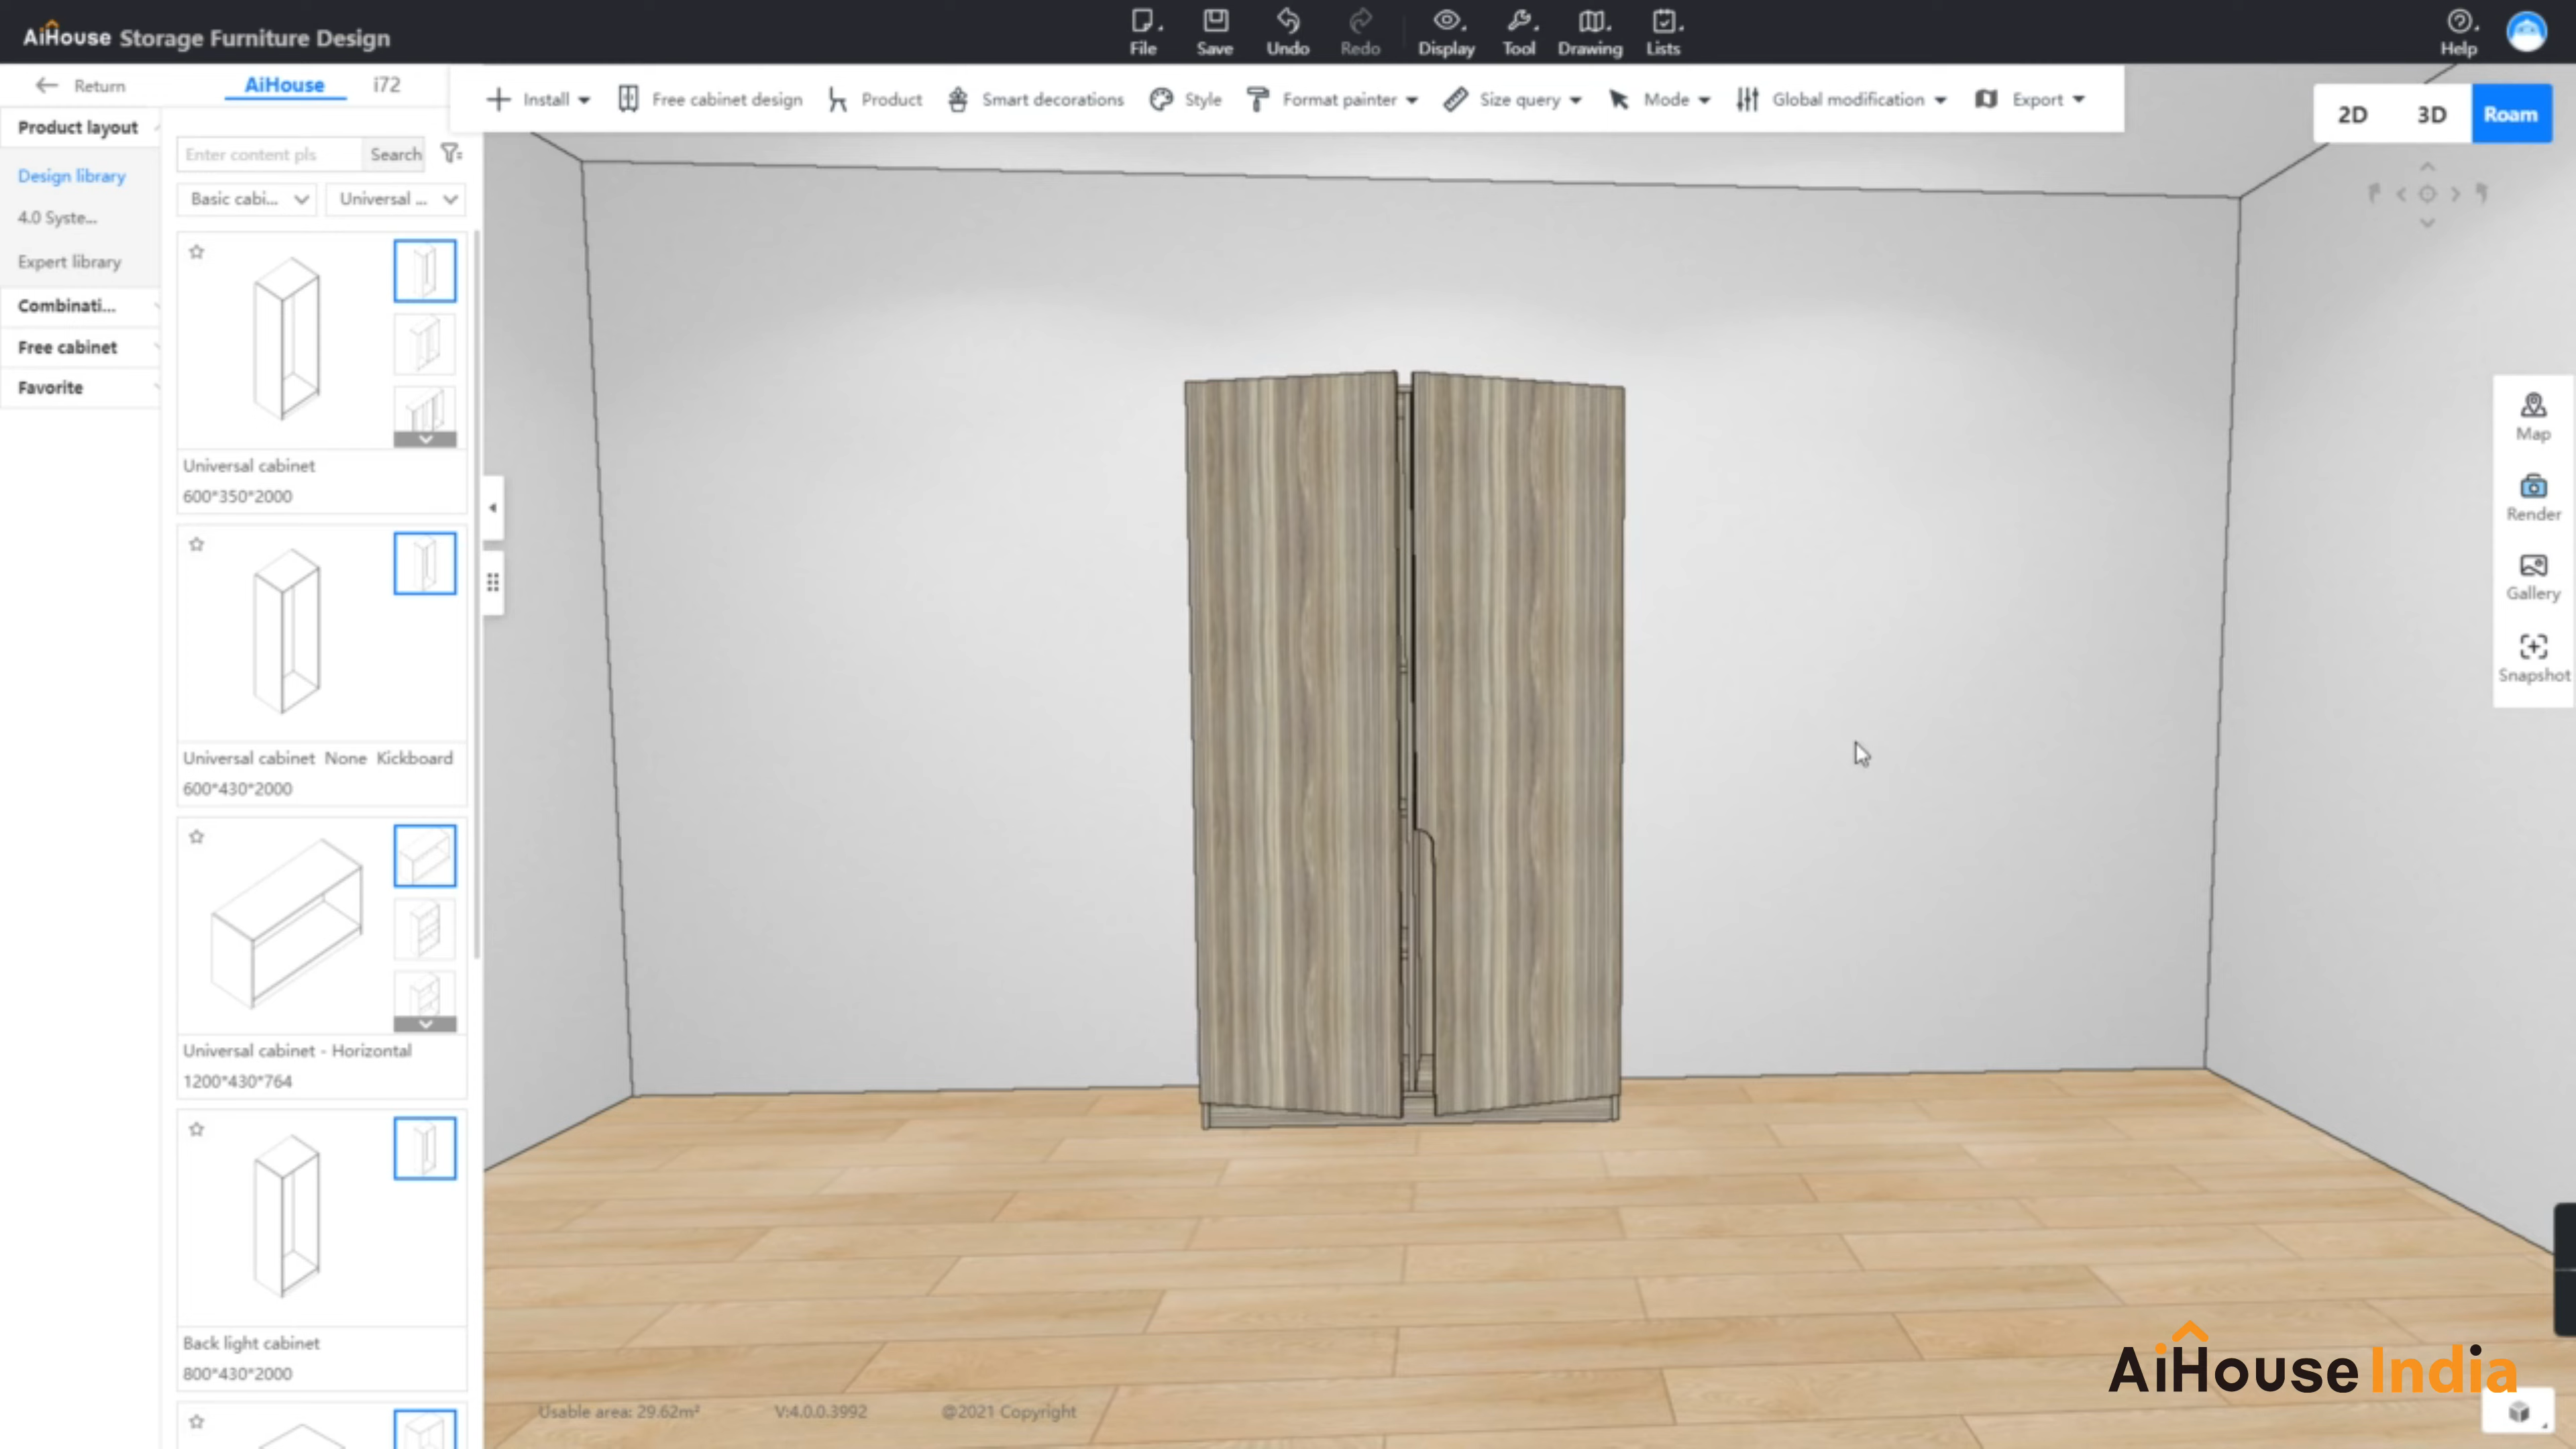 AiHouse Storage Furniture Design
File
Save
Undo
Redo
Display
Tool
Drawing
Lists
Help
Return
AiHouse
i72
Install
Free cabinet design
Product
Smart decorations
Style
Format painter
Size query
Mode
Global modification
Export
2D
3D
Roam
Product layout
Design library
4.0 Syste...
Expert library
Combinati...
Free cabinet
Favorite
Enter content pls
Search
Basic cabi...
Universal ...
Universal cabinet
600*350*2000
Universal cabinet None Kickboard
600*430*2000
Universal cabinet - Horizontal
1200*430*764
Back light cabinet
800*430*2000
Map
Render
Gallery
Snapshot
Usable area: 29.62m²
V:4.0.0.3992
@2021 Copyright
AiHouse India